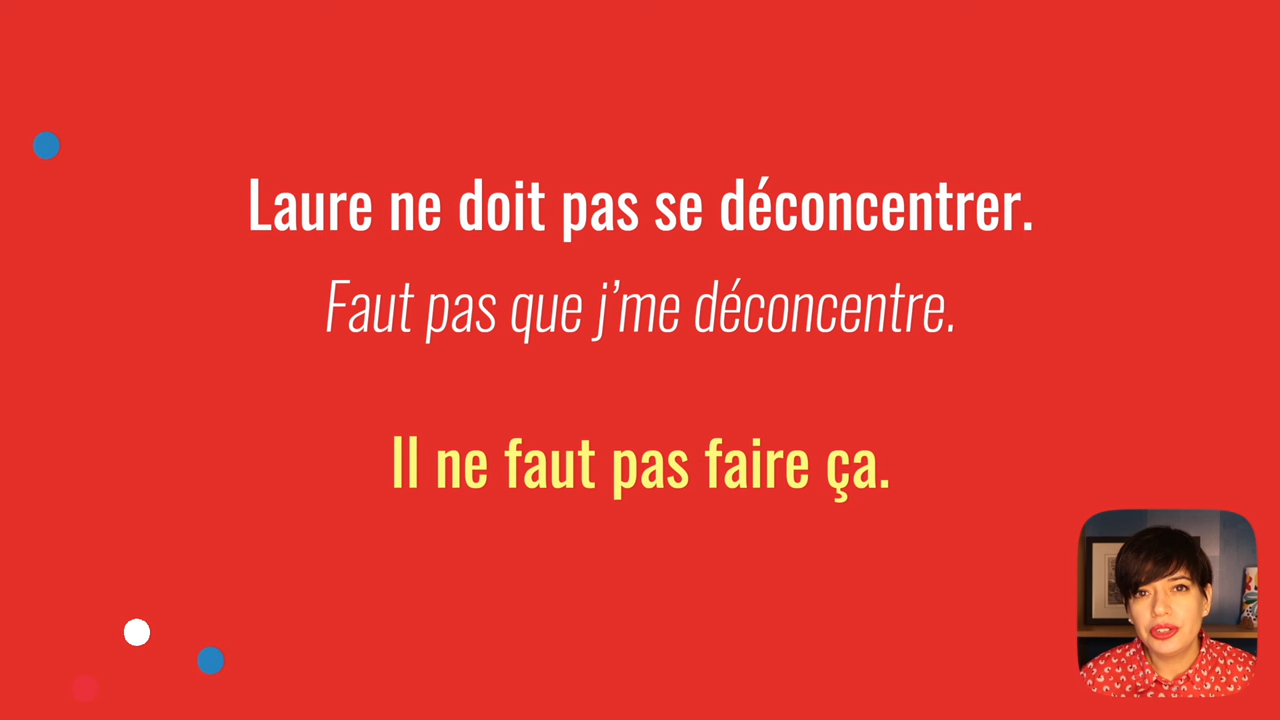 Laure ne doit pas se déconcentrer.
Faut pas que j’me déconcentre.
Il ne faut pas faire ça.